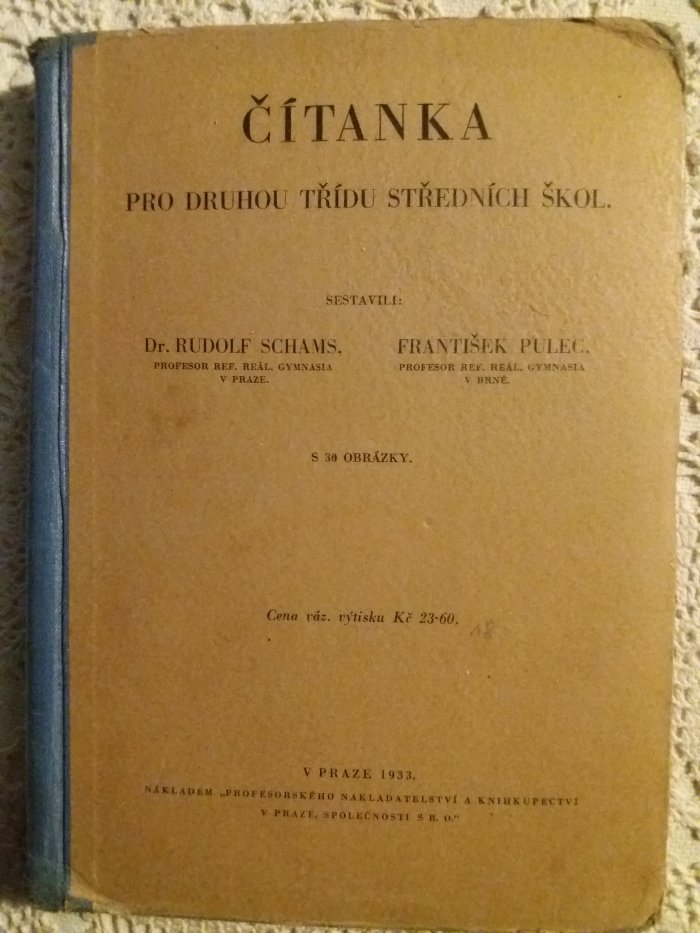 ČÍTANKA
PRO DRUHOU TŘÍDU STŘEDNÍCH ŠKOL.
SESTAVILI:
Dr. RUDOLF SCHAMS,
PROFESOR REF. REÁL. GYMNASIA
V PRAZE.
FRANTIŠEK PULEC,
PROFESOR REF. REÁL. GYMNASIA
V BRNĚ.
S 30 OBRÁZKY.
Cena váz. výtisku Kč 23·60.
18
V PRAZE 1933.
NÁKLADEM „PROFESORSKÉHO NAKLADATELSTVÍ A KNIHKUPECTVÍ
V PRAZE, SPOLEČNOSTI S R. O."